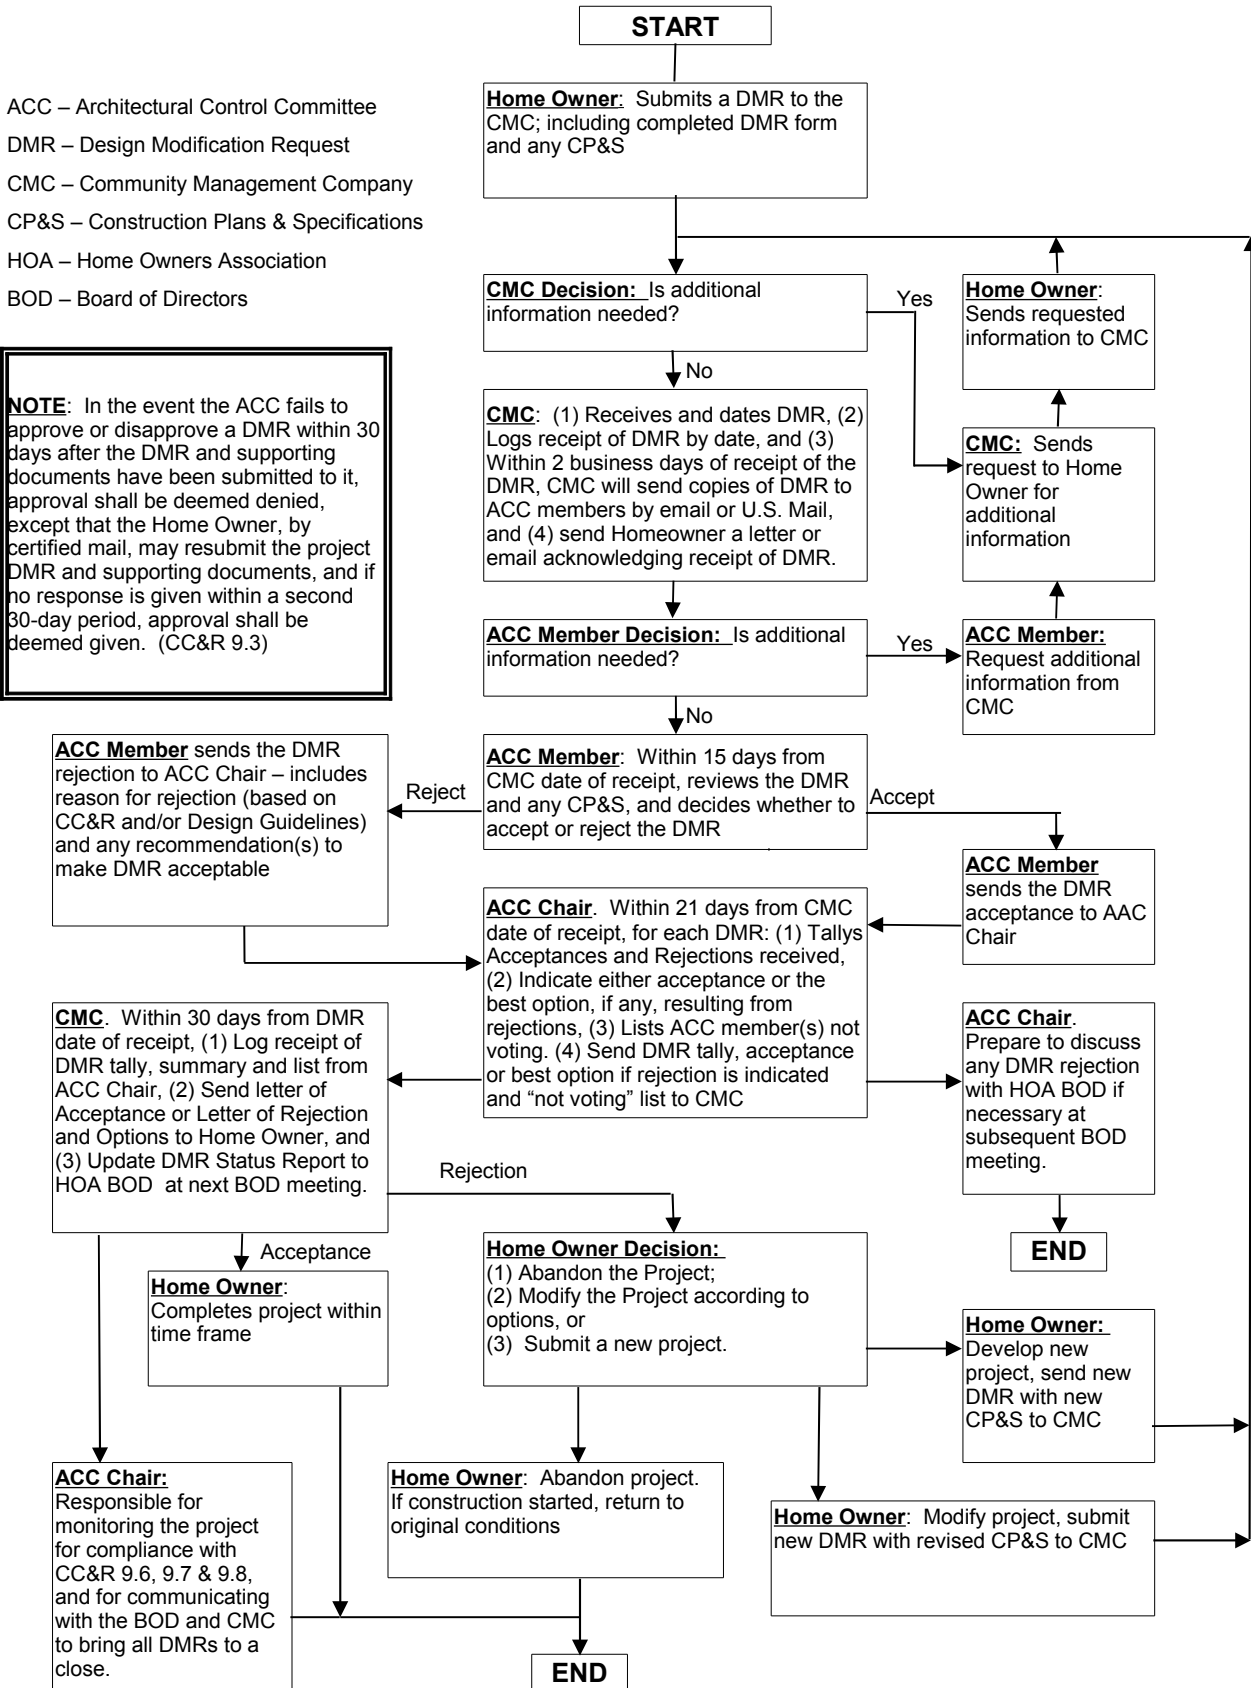 START
ACC – Architectural Control Committee
DMR – Design Modification Request
CMC – Community Management Company
CP&S – Construction Plans & Specifications
HOA – Home Owners Association
BOD – Board of Directors
Home Owner: Submits a DMR to the
CMC; including completed DMR form
and any CP&S
CMC Decision: Is additional
information needed?
Yes
Home Owner:
Sends requested
information to CMC
No
NOTE: In the event the ACC fails to
approve or disapprove a DMR within 30
days after the DMR and supporting
documents have been submitted to it,
approval shall be deemed denied,
except that the Home Owner, by
certified mail, may resubmit the project
DMR and supporting documents, and if
no response is given within a second
30-day period, approval shall be
deemed given. (CC&R 9.3)
CMC: (1) Receives and dates DMR, (2)
Logs receipt of DMR by date, and (3)
Within 2 business days of receipt of the
DMR, CMC will send copies of DMR to
ACC members by email or U.S. Mail,
and (4) send Homeowner a letter or
email acknowledging receipt of DMR.
CMC: Sends
request to Home
Owner for
additional
information
ACC Member Decision: Is additional
information needed?
Yes
ACC Member:
Request additional
information from
CMC
No
ACC Member sends the DMR
rejection to ACC Chair – includes
reason for rejection (based on
CC&R and/or Design Guidelines)
and any recommendation(s) to
make DMR acceptable
Reject
ACC Member: Within 15 days from
CMC date of receipt, reviews the DMR
and any CP&S, and decides whether to
accept or reject the DMR
Accept
ACC Member
sends the DMR
acceptance to AAC
Chair
ACC Chair. Within 21 days from CMC
date of receipt, for each DMR: (1) Tallys
Acceptances and Rejections received,
(2) Indicate either acceptance or the
best option, if any, resulting from
rejections, (3) Lists ACC member(s) not
voting. (4) Send DMR tally, acceptance
or best option if rejection is indicated
and “not voting” list to CMC
CMC. Within 30 days from DMR
date of receipt, (1) Log receipt of
DMR tally, summary and list from
ACC Chair, (2) Send letter of
Acceptance or Letter of Rejection
and Options to Home Owner, and
(3) Update DMR Status Report to
HOA BOD at next BOD meeting.
ACC Chair.
Prepare to discuss
any DMR rejection
with HOA BOD if
necessary at
subsequent BOD
meeting.
END
Rejection
Acceptance
Home Owner:
Completes project within
time frame
Home Owner Decision:
(1) Abandon the Project;
(2) Modify the Project according to
options, or
(3) Submit a new project.
Home Owner:
Develop new
project, send new
DMR with new
CP&S to CMC
ACC Chair:
Responsible for
monitoring the project
for compliance with
CC&R 9.6, 9.7 & 9.8,
and for communicating
with the BOD and CMC
to bring all DMRs to a
close.
Home Owner: Abandon project.
If construction started, return to
original conditions
Home Owner: Modify project, submit
new DMR with revised CP&S to CMC
END